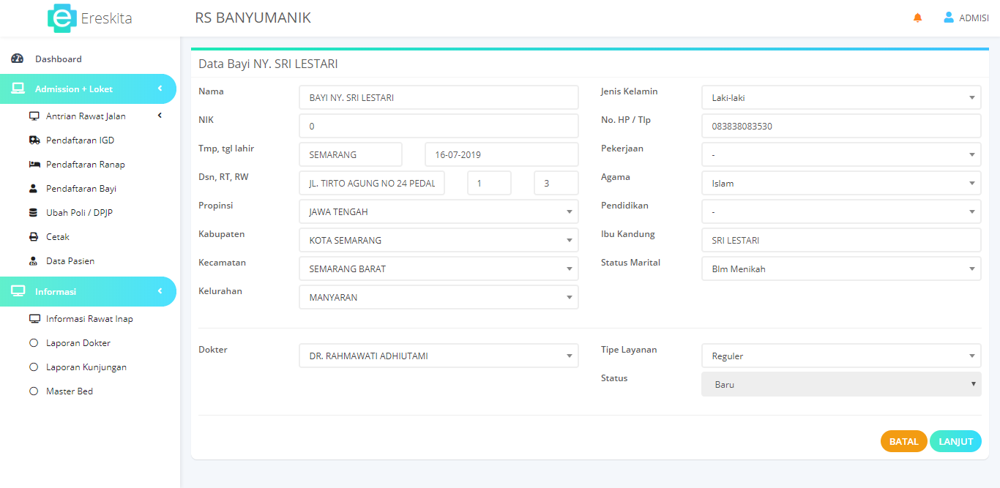 Ereskita
RS BANYUMANIK
ADMISI
Dashboard
Admission + Loket
Antrian Rawat Jalan
Pendaftaran IGD
Pendaftaran Ranap
Pendaftaran Bayi
Ubah Poli / DPJP
Cetak
Data Pasien
Informasi
Informasi Rawat Inap
Laporan Dokter
Laporan Kunjungan
Master Bed
Data Bayi NY. SRI LESTARI
Nama BAYI NY. SRI LESTARI
NIK 0
Tmp, tgl lahir SEMARANG 16-07-2019
Dsn, RT, RW JL. TIRTO AGUNG NO 24 PEDAL 1 3
Propinsi JAWA TENGAH
Kabupaten KOTA SEMARANG
Kecamatan SEMARANG BARAT
Kelurahan MANYARAN
Jenis Kelamin Laki-laki
No. HP / Tlp 083838083530
Pekerjaan -
Agama Islam
Pendidikan -
Ibu Kandung SRI LESTARI
Status Marital Blm Menikah
Dokter DR. RAHMAWATI ADHIUTAMI
Tipe Layanan Reguler
Status Baru
BATAL LANJUT